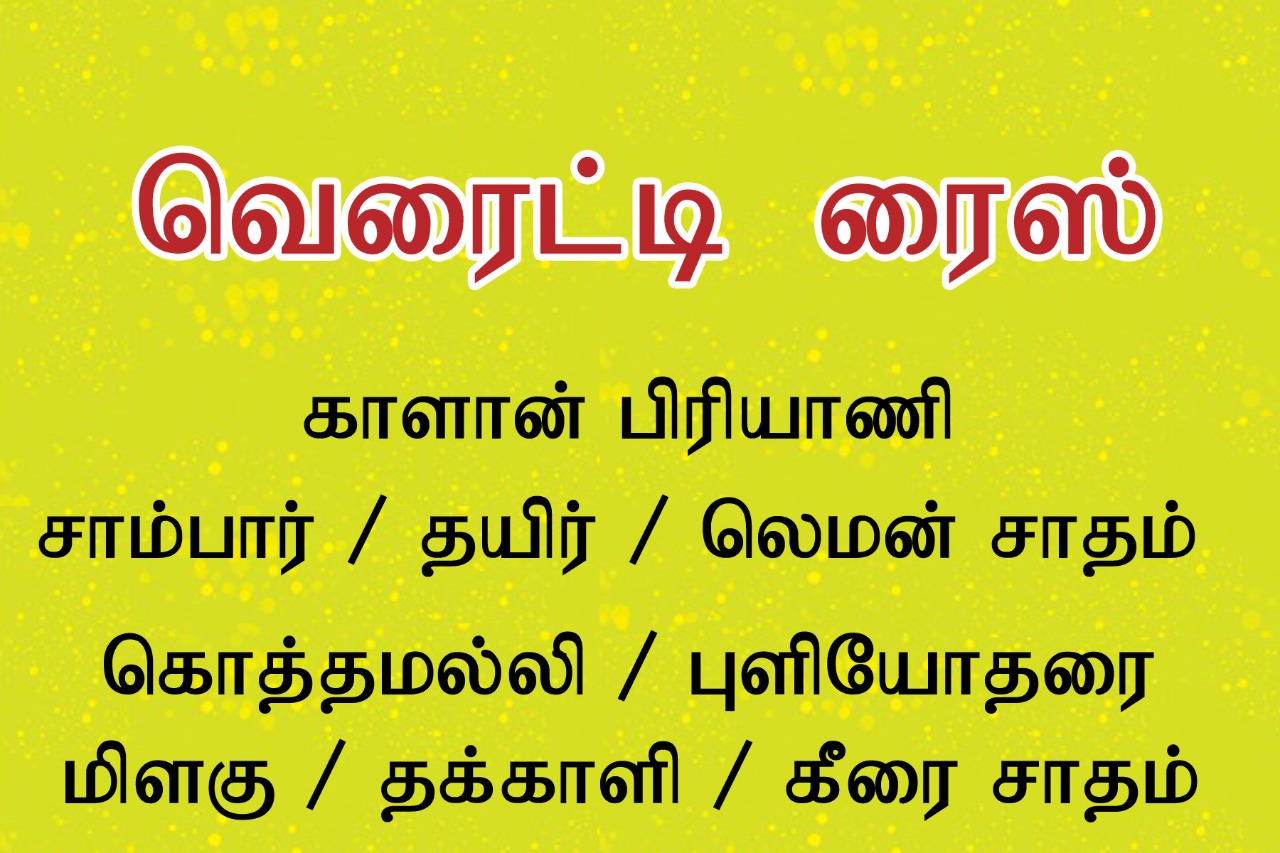 வெரைட்டி ரைஸ்
காளான் பிரியாணி
சாம்பார் / தயிர் / லெமன் சாதம்
கொத்தமல்லி / புளியோதரை
மிளகு / தக்காளி / கீரை சாதம்